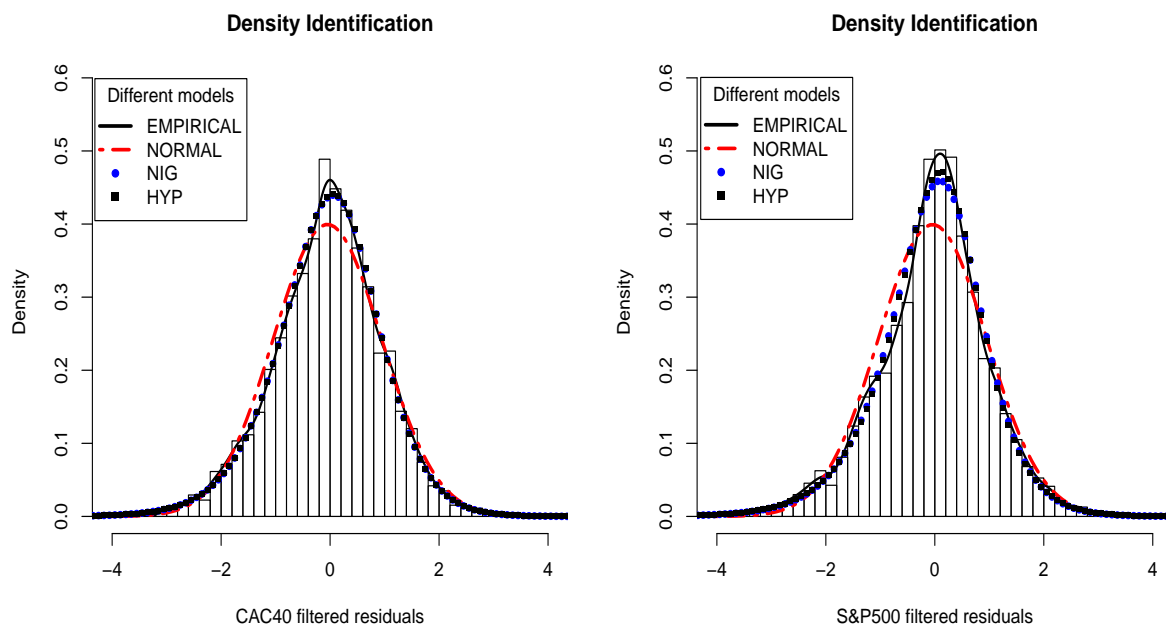 Density Identification
0.6
0.5
0.4
0.3
0.2
0.1
0.0
Density
Different models
EMPIRICAL
NORMAL
NIG
HYP
−4 −2 0 2 4
CAC40 filtered residuals
Density Identification
0.6
0.5
0.4
0.3
0.2
0.1
0.0
Density
Different models
EMPIRICAL
NORMAL
NIG
HYP
−4 −2 0 2 4
S&P500 filtered residuals